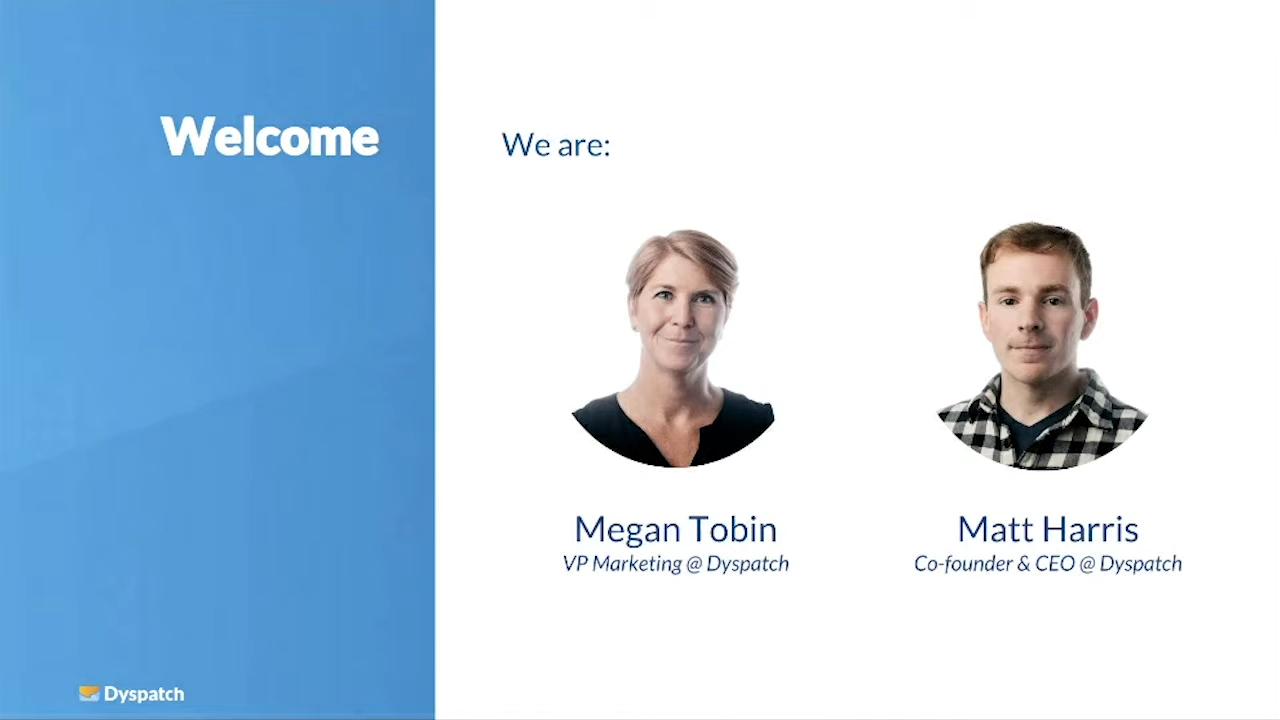 Welcome
We are:
Megan Tobin
VP Marketing @ Dyspatch
Matt Harris
Co-founder & CEO @ Dyspatch
Dyspatch